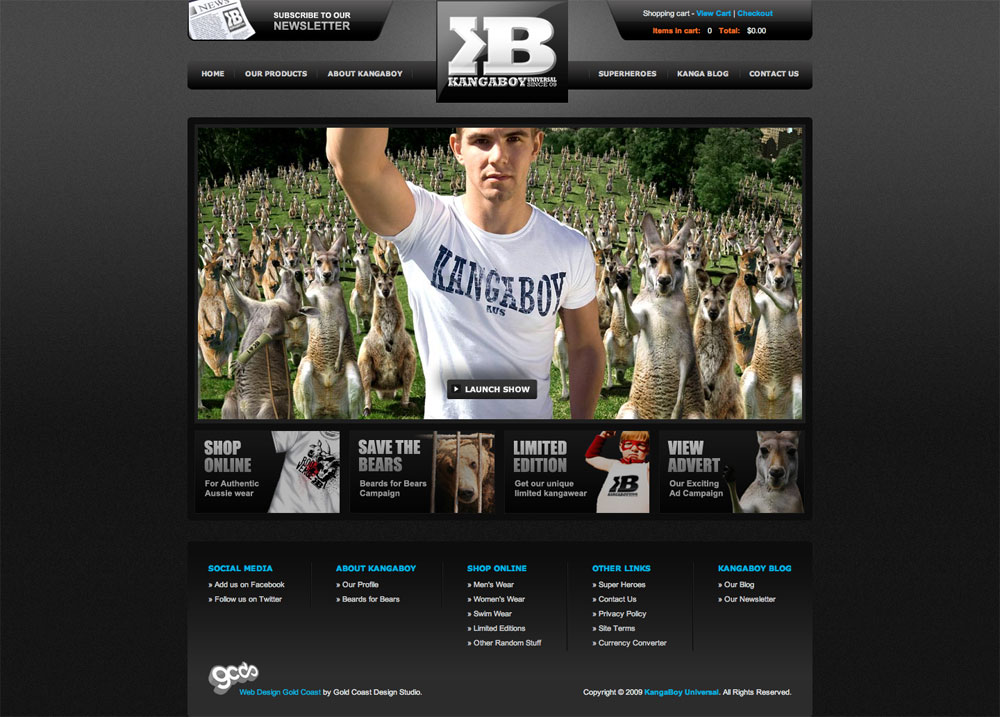 NEWS
SUBSCRIBE TO OUR
NEWSLETTER
KB
KANGABOY UNIVERSAL
SINCE 09
Shopping cart - View Cart | Checkout
Items in cart: 0 Total: $0.00
HOME
OUR PRODUCTS
ABOUT KANGABOY
SUPERHEROES
KANGA BLOG
CONTACT US
KANGABOY
AUS
LAUNCH SHOW
SHOP
ONLINE
For Authentic
Aussie wear
SAVE THE
BEARS
Beards for Bears
Campaign
LIMITED
EDITION
Get our unique
limited kangawear
KB
VIEW
ADVERT
Our Exciting
Ad Campaign
SOCIAL MEDIA
» Add us on Facebook
» Follow us on Twitter
ABOUT KANGABOY
» Our Profile
» Beards for Bears
SHOP ONLINE
» Men's Wear
» Women's Wear
» Swim Wear
» Limited Editions
» Other Random Stuff
OTHER LINKS
» Super Heroes
» Contact Us
» Privacy Policy
» Site Terms
» Currency Converter
KANGABOY BLOG
» Our Blog
» Our Newsletter
gcds
Web Design Gold Coast by Gold Coast Design Studio.
Copyright © 2009 KangaBoy Universal. All Rights Reserved.